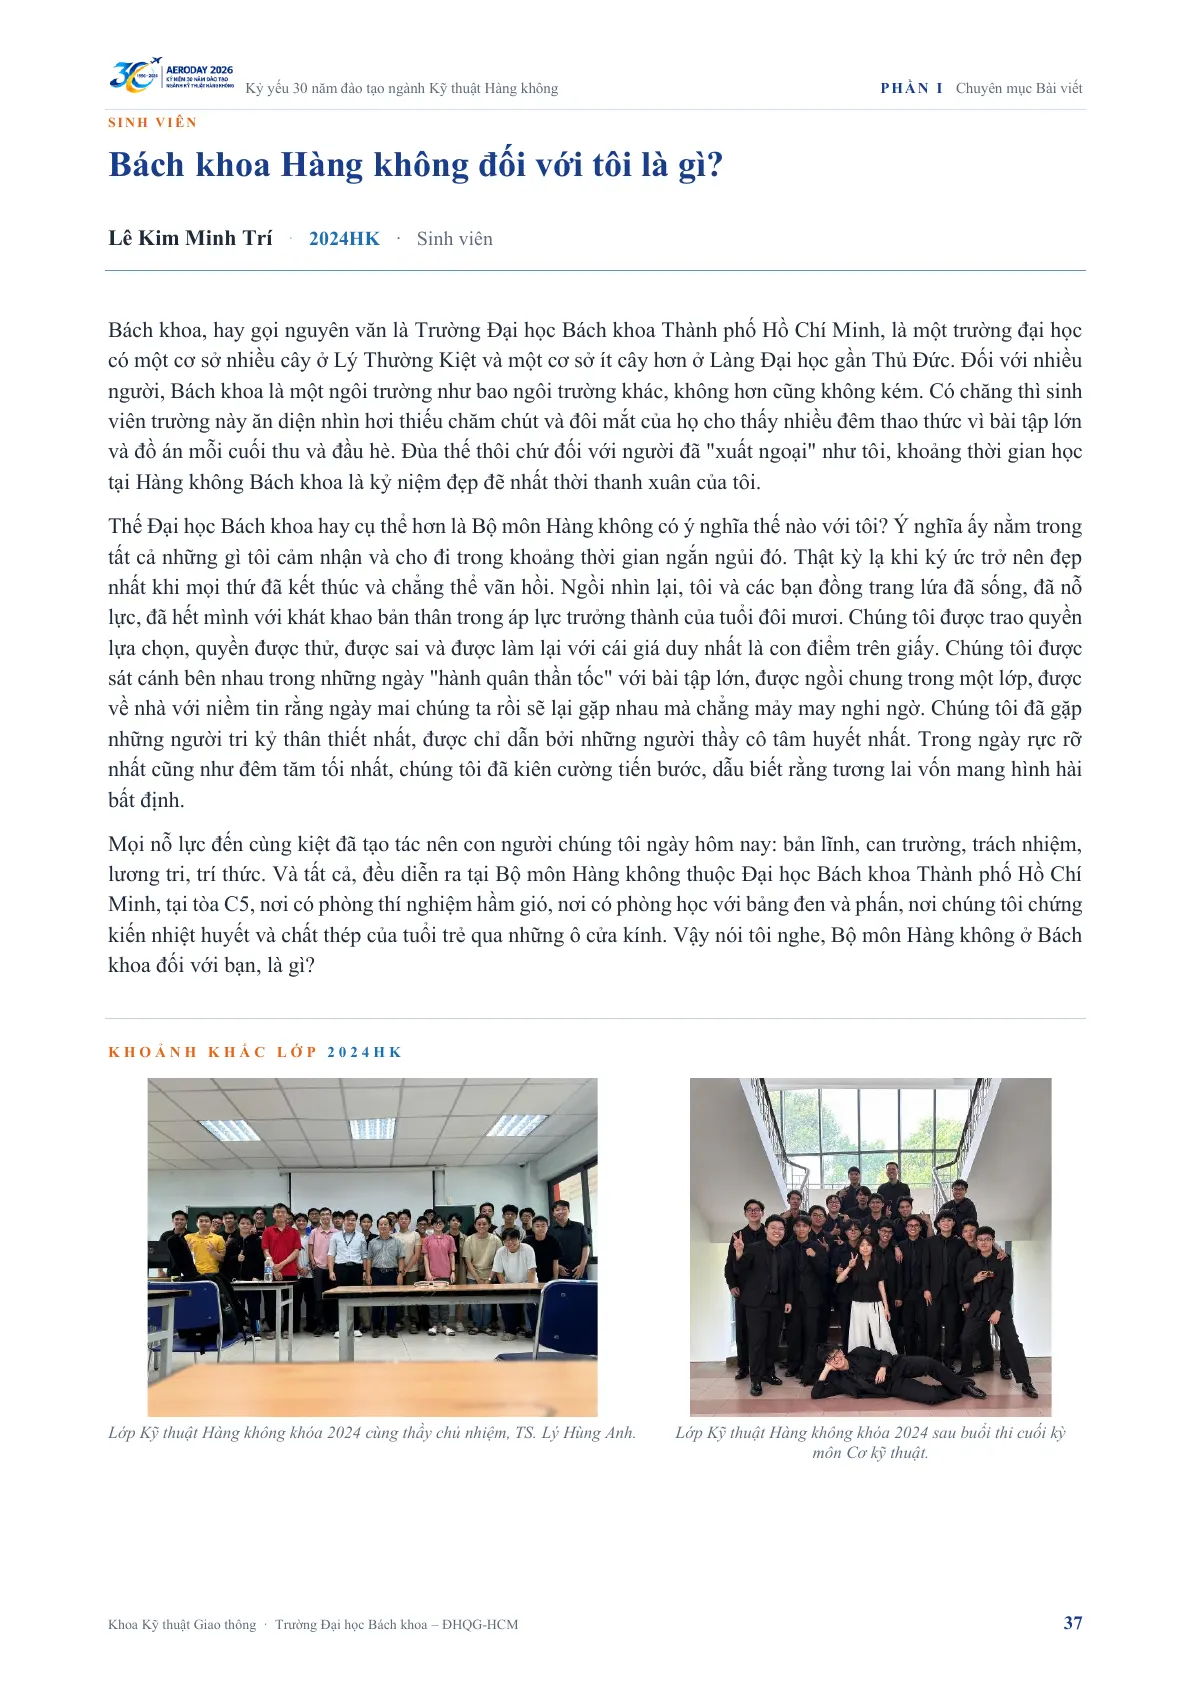 30
1996 - 2026
AERODAY 2026
KỶ NIỆM 30 NĂM ĐÀO TẠO
NGÀNH KỸ THUẬT HÀNG KHÔNG
Kỷ yếu 30 năm đào tạo ngành Kỹ thuật Hàng không
PHẦN I Chuyên mục Bài viết
SINH VIÊN
Bách khoa Hàng không đối với tôi là gì?
Lê Kim Minh Trí · 2024HK · Sinh viên
Bách khoa, hay gọi nguyên văn là Trường Đại học Bách khoa Thành phố Hồ Chí Minh, là một trường đại học
có một cơ sở nhiều cây ở Lý Thường Kiệt và một cơ sở ít cây hơn ở Làng Đại học gần Thủ Đức. Đối với nhiều
người, Bách khoa là một ngôi trường như bao ngôi trường khác, không hơn cũng không kém. Có chăng thì sinh
viên trường này ăn diện nhìn hơi thiếu chăm chút và đôi mắt của họ cho thấy nhiều đêm thao thức vì bài tập lớn
và đồ án mỗi cuối thu và đầu hè. Đùa thế thôi chứ đối với người đã "xuất ngoại" như tôi, khoảng thời gian học
tại Hàng không Bách khoa là kỷ niệm đẹp đẽ nhất thời thanh xuân của tôi.
Thế Đại học Bách khoa hay cụ thể hơn là Bộ môn Hàng không có ý nghĩa thế nào với tôi? Ý nghĩa ấy nằm trong
tất cả những gì tôi cảm nhận và cho đi trong khoảng thời gian ngắn ngủi đó. Thật kỳ lạ khi ký ức trở nên đẹp
nhất khi mọi thứ đã kết thúc và chẳng thể vãn hồi. Ngồi nhìn lại, tôi và các bạn đồng trang lứa đã sống, đã nỗ
lực, đã hết mình với khát khao bản thân trong áp lực trưởng thành của tuổi đôi mươi. Chúng tôi được trao quyền
lựa chọn, quyền được thử, được sai và được làm lại với cái giá duy nhất là con điểm trên giấy. Chúng tôi được
sát cánh bên nhau trong những ngày "hành quân thần tốc" với bài tập lớn, được ngồi chung trong một lớp, được
về nhà với niềm tin rằng ngày mai chúng ta rồi sẽ lại gặp nhau mà chẳng mảy may nghi ngờ. Chúng tôi đã gặp
những người tri kỷ thân thiết nhất, được chỉ dẫn bởi những người thầy cô tâm huyết nhất. Trong ngày rực rỡ
nhất cũng như đêm tăm tối nhất, chúng tôi đã kiên cường tiến bước, dẫu biết rằng tương lai vốn mang hình hài
bất định.
Mọi nỗ lực đến cùng kiệt đã tạo tác nên con người chúng tôi ngày hôm nay: bản lĩnh, can trường, trách nhiệm,
lương tri, trí thức. Và tất cả, đều diễn ra tại Bộ môn Hàng không thuộc Đại học Bách khoa Thành phố Hồ Chí
Minh, tại tòa C5, nơi có phòng thí nghiệm hầm gió, nơi có phòng học với bảng đen và phấn, nơi chúng tôi chứng
kiến nhiệt huyết và chất thép của tuổi trẻ qua những ô cửa kính. Vậy nói tôi nghe, Bộ môn Hàng không ở Bách
khoa đối với bạn, là gì?
KHOẢNH KHẮC LỚP 2024HK
Lớp Kỹ thuật Hàng không khóa 2024 cùng thầy chủ nhiệm, TS. Lý Hùng Anh.
Lớp Kỹ thuật Hàng không khóa 2024 sau buổi thi cuối kỳ
môn Cơ kỹ thuật.
Khoa Kỹ thuật Giao thông · Trường Đại học Bách khoa – ĐHQG-HCM
37